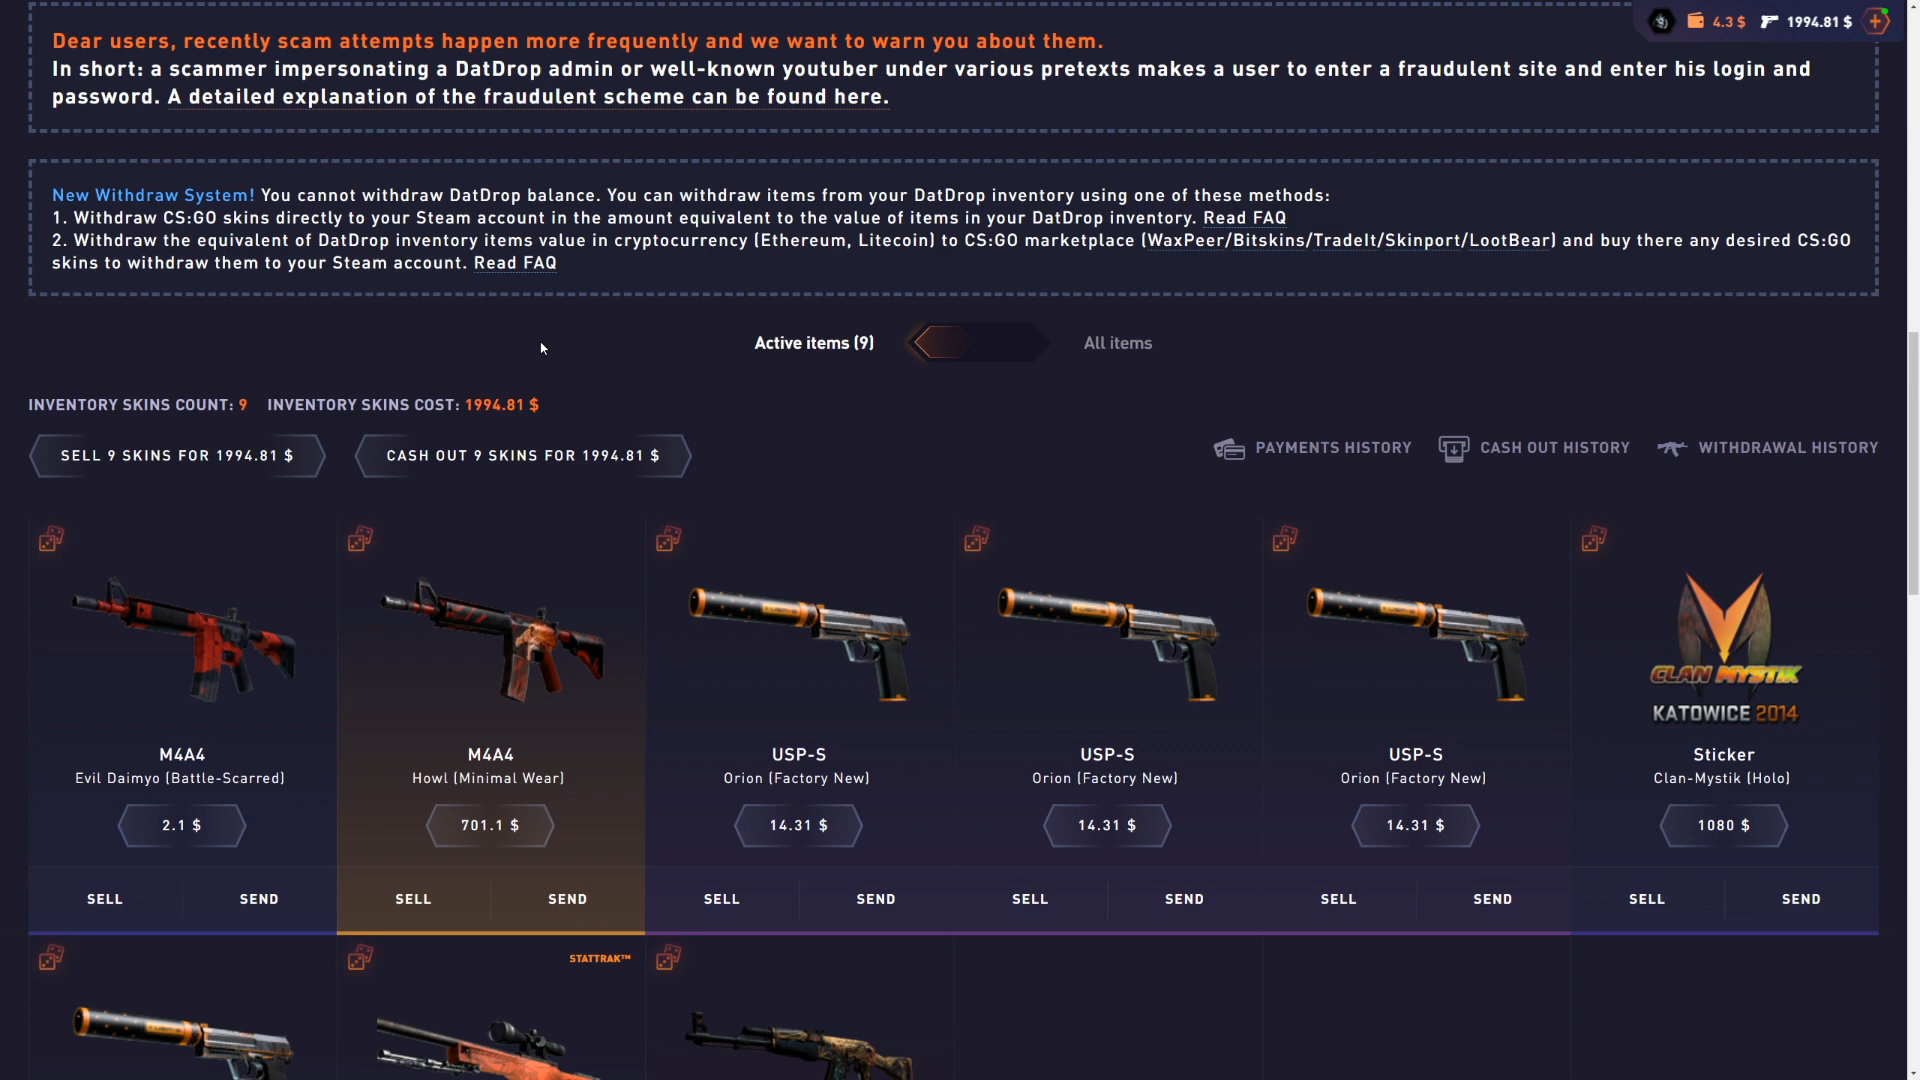 4.3 $ 1994.81 $
Dear users, recently scam attempts happen more frequently and we want to warn you about them.
In short: a scammer impersonating a DatDrop admin or well-known youtuber under various pretexts makes a user to enter a fraudulent site and enter his login and
password. A detailed explanation of the fraudulent scheme can be found here.
New Withdraw System! You cannot withdraw DatDrop balance. You can withdraw items from your DatDrop inventory using one of these methods:
1. Withdraw CS:GO skins directly to your Steam account in the amount equivalent to the value of items in your DatDrop inventory. Read FAQ
2. Withdraw the equivalent of DatDrop inventory items value in cryptocurrency (Ethereum, Litecoin) to CS:GO marketplace (WaxPeer/Bitskins/TradeIt/Skinport/LootBear) and buy there any desired CS:GO
skins to withdraw them to your Steam account. Read FAQ
Active items (9) All items
INVENTORY SKINS COUNT: 9 INVENTORY SKINS COST: 1994.81 $
SELL 9 SKINS FOR 1994.81 $ CASH OUT 9 SKINS FOR 1994.81 $ PAYMENTS HISTORY CASH OUT HISTORY WITHDRAWAL HISTORY
CLAN MYSTIK
KATOWICE 2014
M4A4 M4A4 USP-S USP-S USP-S Sticker
Evil Daimyo (Battle-Scarred) Howl (Minimal Wear) Orion (Factory New) Orion (Factory New) Orion (Factory New) Clan-Mystik (Holo)
2.1 $ 701.1 $ 14.31 $ 14.31 $ 14.31 $ 1080 $
SELL SEND SELL SEND SELL SEND SELL SEND SELL SEND SELL SEND
STATTRAK™